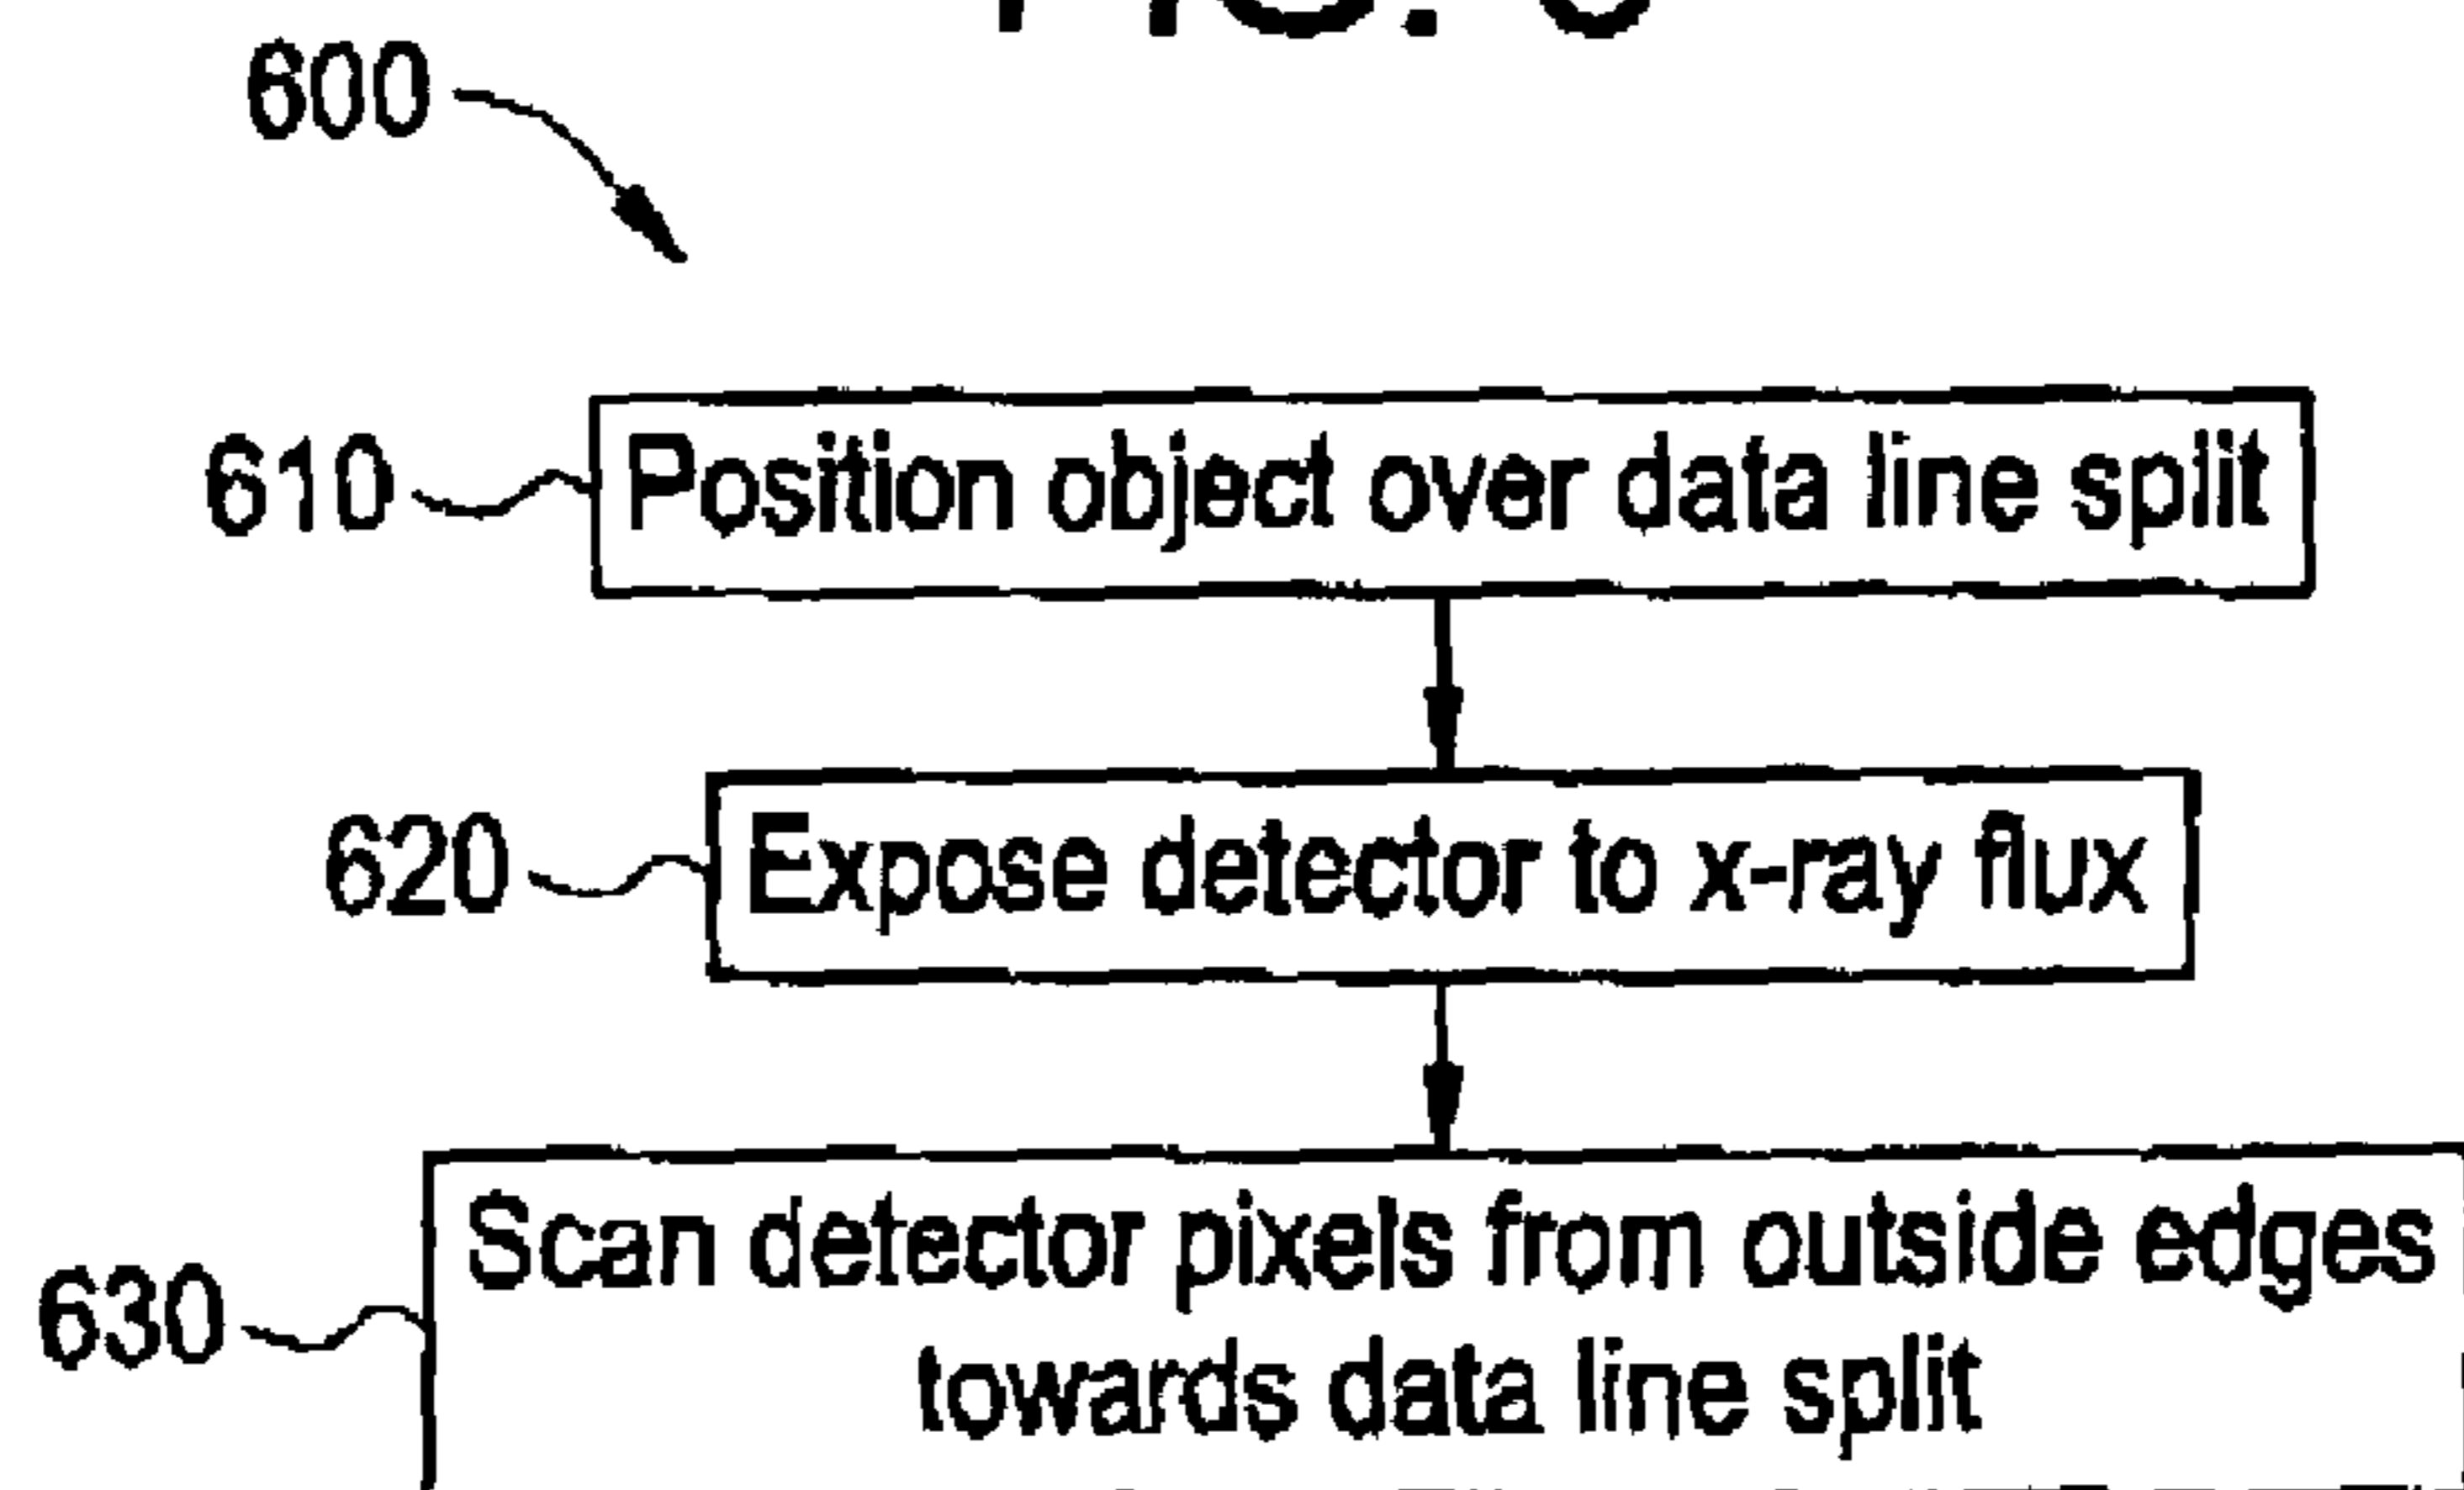 600
610
Position object over data line split
620
Expose detector to x-ray flux
630
Scan detector pixels from outside edges
towards data line split